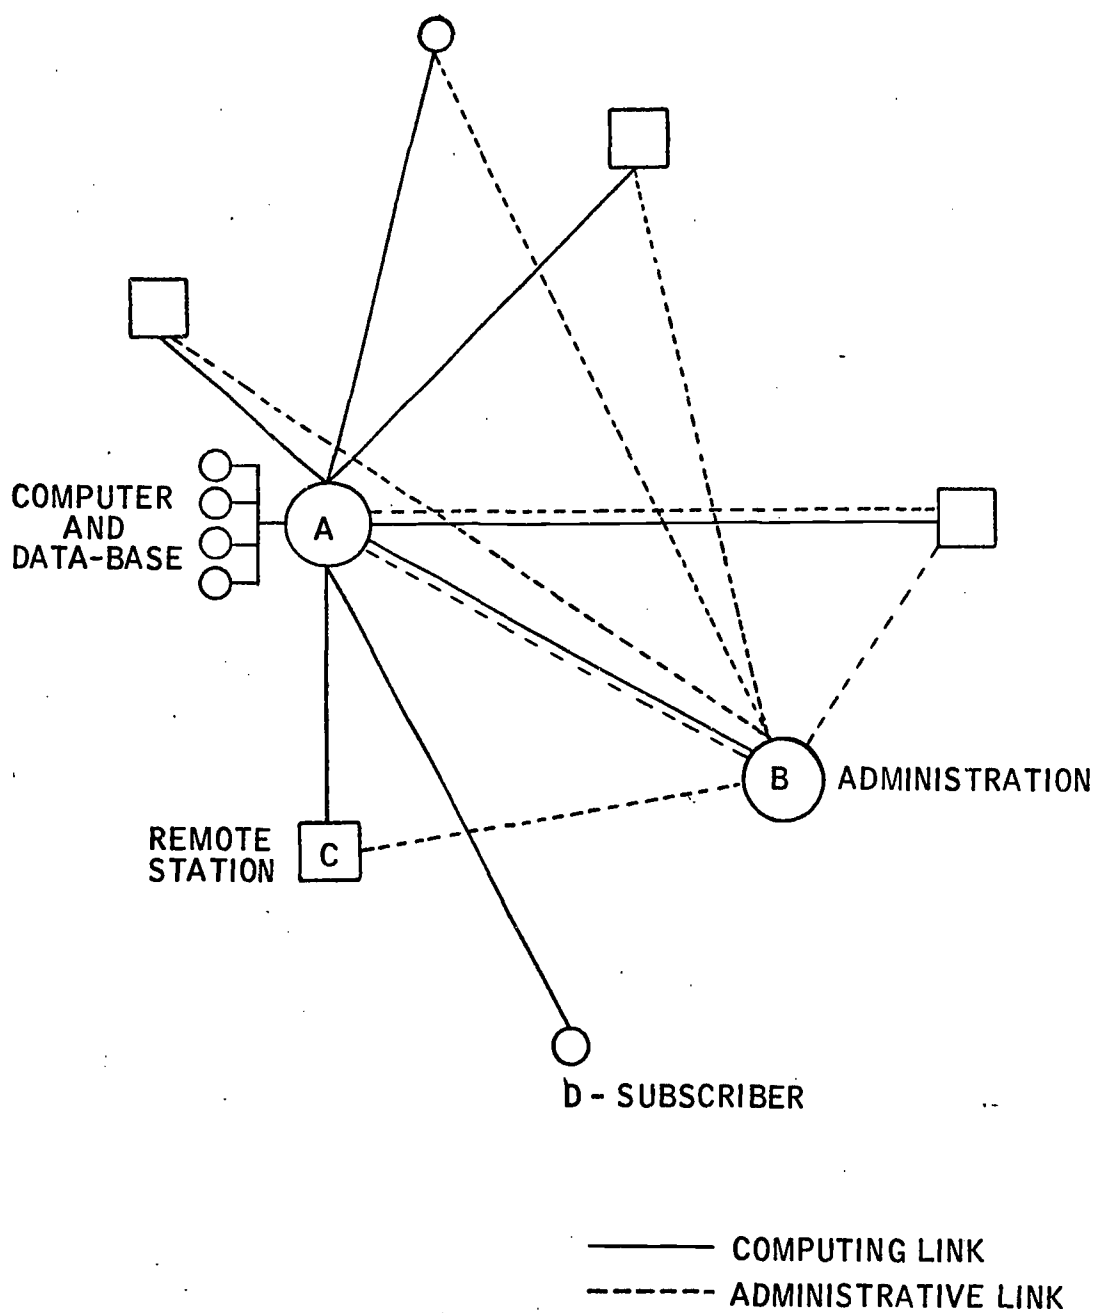 COMPUTER
AND
DATA-BASE
A
B
ADMINISTRATION
REMOTE
STATION
C
D - SUBSCRIBER
COMPUTING LINK
ADMINISTRATIVE LINK